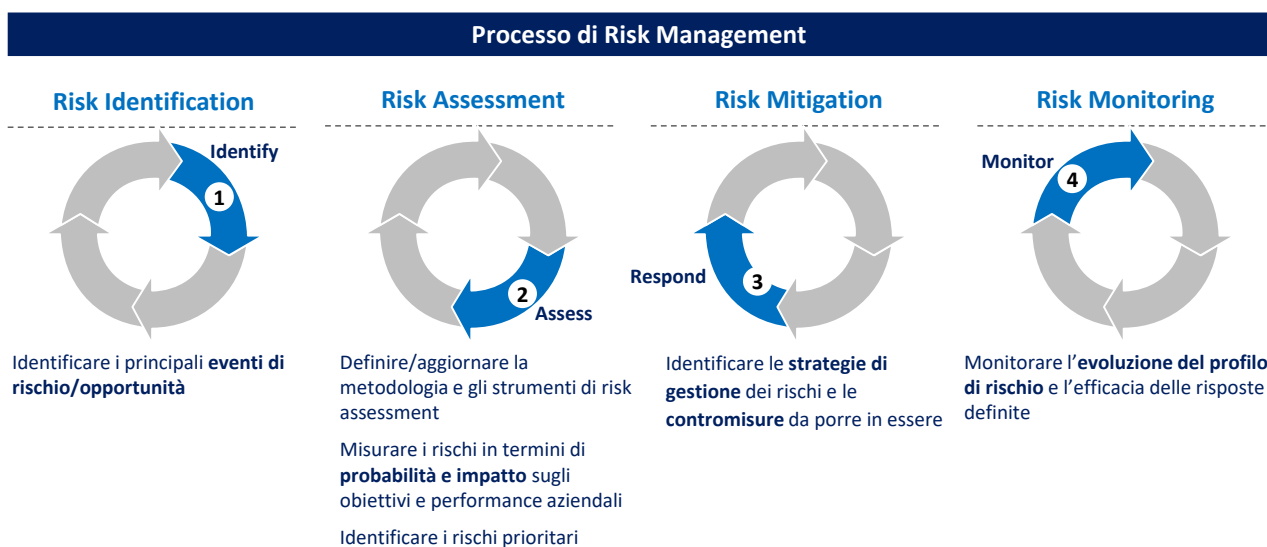 Processo di Risk Management
Risk Identification
Identify
1
Identificare i principali eventi di
rischio/opportunità
Risk Assessment
2
Assess
Definire/aggiornare la
metodologia e gli strumenti di risk
assessment
Misurare i rischi in termini di
probabilità e impatto sugli
obiettivi e performance aziendali
Identificare i rischi prioritari
Risk Mitigation
Respond
3
Identificare le strategie di
gestione dei rischi e le
contromisure da porre in essere
Risk Monitoring
Monitor
4
Monitorare l’evoluzione del profilo
di rischio e l’efficacia delle risposte
definite